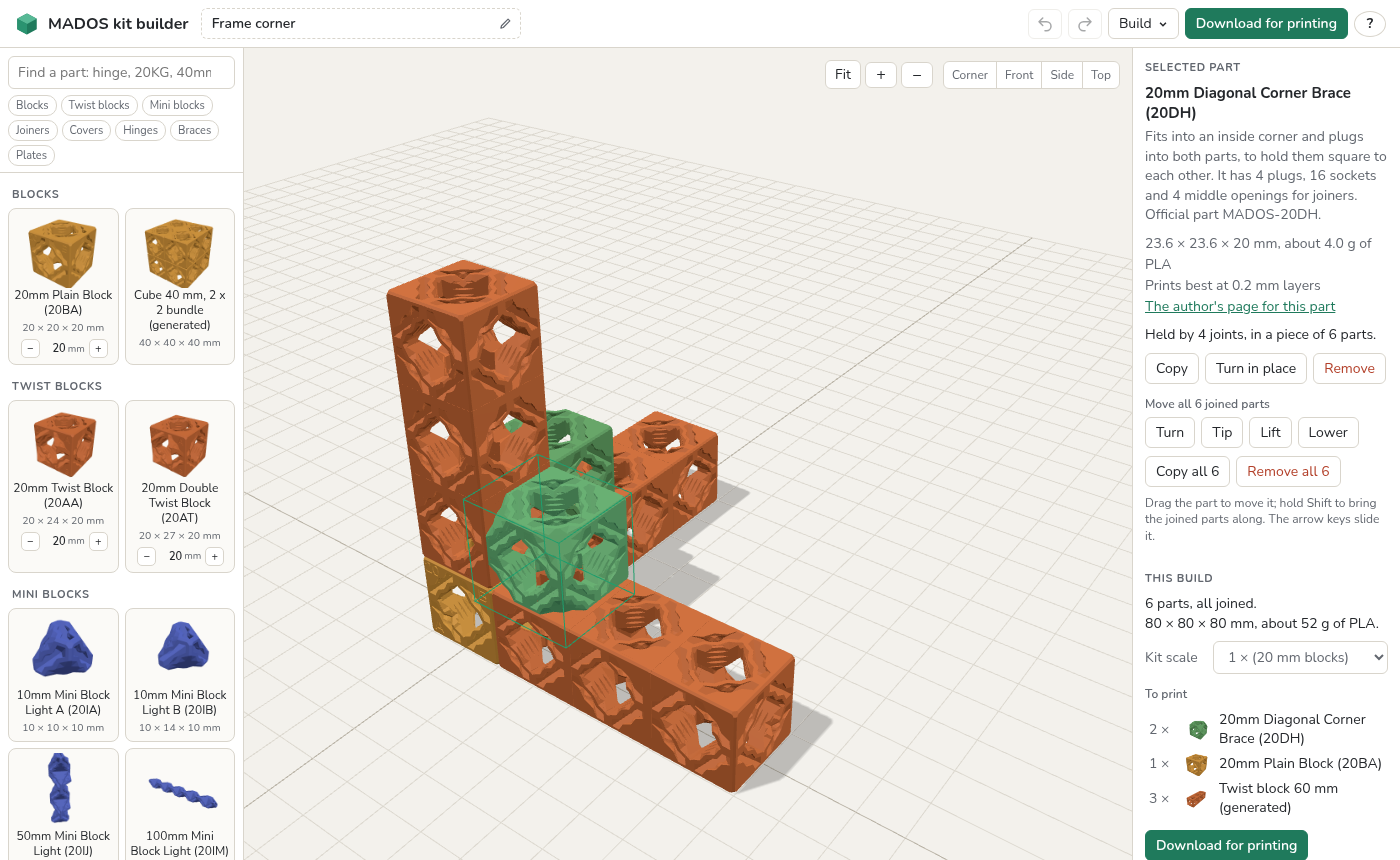 MADOS kit builder
Frame corner
Build
Download for printing
?
Find a part: hinge, 20KG, 40mm
Blocks
Twist blocks
Mini blocks
Joiners
Covers
Hinges
Braces
Plates
BLOCKS
20mm Plain Block
(20BA)
20 × 20 × 20 mm
− 20 mm +
Cube 40 mm, 2 x
2 bundle
(generated)
40 × 40 × 40 mm
TWIST BLOCKS
20mm Twist Block
(20AA)
20 × 24 × 20 mm
− 20 mm +
20mm Double
Twist Block
(20AT)
20 × 27 × 20 mm
− 20 mm +
MINI BLOCKS
10mm Mini Block
Light A (20IA)
10 × 10 × 10 mm
10mm Mini Block
Light B (20IB)
10 × 14 × 10 mm
50mm Mini Block
Light (20IJ)
100mm Mini
Block Light (20IM)
Fit
+
−
Corner
Front
Side
Top
SELECTED PART
20mm Diagonal Corner Brace
(20DH)
Fits into an inside corner and plugs
into both parts, to hold them square to
each other. It has 4 plugs, 16 sockets
and 4 middle openings for joiners.
Official part MADOS-20DH.
23.6 × 23.6 × 20 mm, about 4.0 g of
PLA
Prints best at 0.2 mm layers
The author's page for this part
Held by 4 joints, in a piece of 6 parts.
Copy
Turn in place
Remove
Move all 6 joined parts
Turn
Tip
Lift
Lower
Copy all 6
Remove all 6
Drag the part to move it; hold Shift to bring
the joined parts along. The arrow keys slide
it.
THIS BUILD
6 parts, all joined.
80 × 80 × 80 mm, about 52 g of PLA.
Kit scale
1 × (20 mm blocks)
To print
2 × 20mm Diagonal Corner
Brace (20DH)
1 × 20mm Plain Block (20BA)
3 × Twist block 60 mm
(generated)
Download for printing